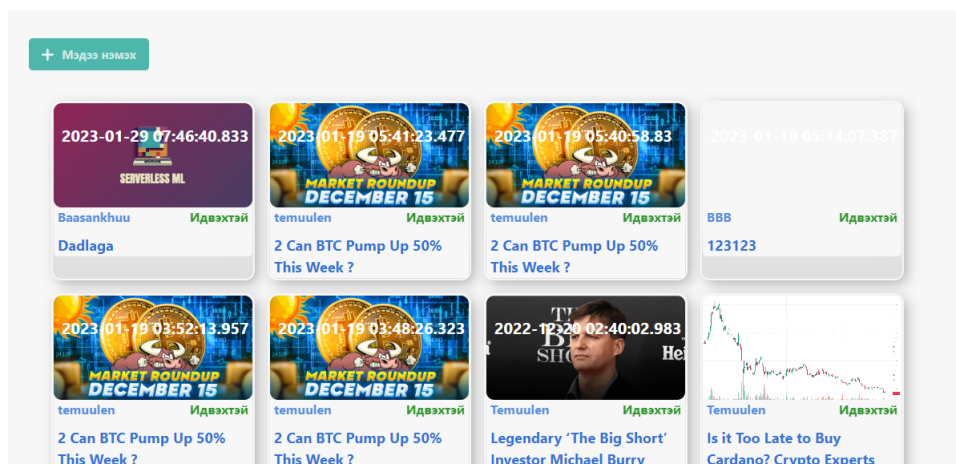 + Мэдээ нэмэх
2023-01-29 07:46:40.833
SERVERLESS ML
Baasankhuu Идвэхтэй
Dadlaga
2023-01-19 05:41:23.477
MARKET ROUNDUP
DECEMBER 15
temuulen Идвэхтэй
2 Can BTC Pump Up 50%
This Week ?
2023-01-19 05:40:58.83
MARKET ROUNDUP
DECEMBER 15
temuulen Идвэхтэй
2 Can BTC Pump Up 50%
This Week ?
2023-01-19 05:14:07.387
BBB Идвэхтэй
123123
2023-01-19 03:52:13.957
MARKET ROUNDUP
DECEMBER 15
temuulen Идвэхтэй
2 Can BTC Pump Up 50%
This Week ?
2023-01-19 03:48:26.323
MARKET ROUNDUP
DECEMBER 15
temuulen Идвэхтэй
2 Can BTC Pump Up 50%
This Week ?
2022-12-20 02:40:02.983
Temuulen Идвэхтэй
Legendary ‘The Big Short’
Investor Michael Burry
Temuulen Идвэхтэй
Is it Too Late to Buy
Cardano? Crypto Experts